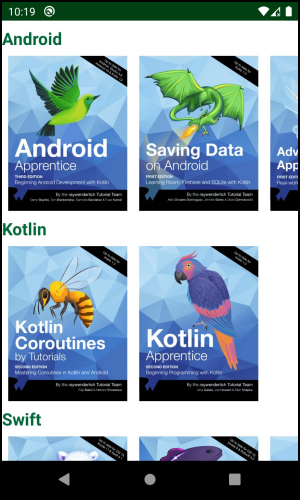 10:19
Android
Android
Apprentice
THIRD EDITION
Beginning Android Development with Kotlin
By the raywenderlich Tutorial Team
Saving Data
on Android
FIRST EDITION
Learning Room, Firebase and SQLite with Kotlin
By the raywenderlich Tutorial Team
Adv
App
Kotlin
Kotlin
Coroutines
by Tutorials
SECOND EDITION
Mastering Coroutines in Kotlin and Android
By the raywenderlich Tutorial Team
Kotlin
Apprentice
SECOND EDITION
Beginning Programming with Kotlin
By the raywenderlich Tutorial Team
Swift